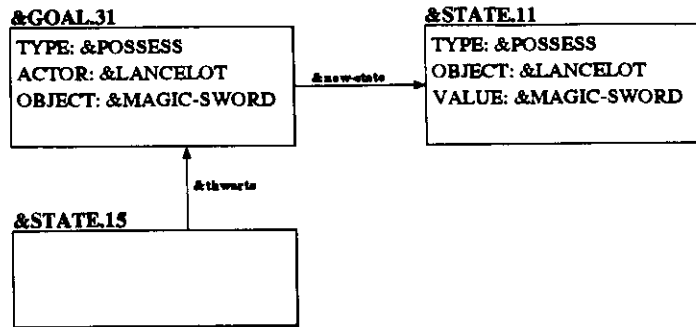 &GOAL.31
TYPE: &POSSESS
ACTOR: &LANCELOT
OBJECT: &MAGIC-SWORD
&new-state
&STATE.11
TYPE: &POSSESS
OBJECT: &LANCELOT
VALUE: &MAGIC-SWORD
&thwarts
&STATE.15